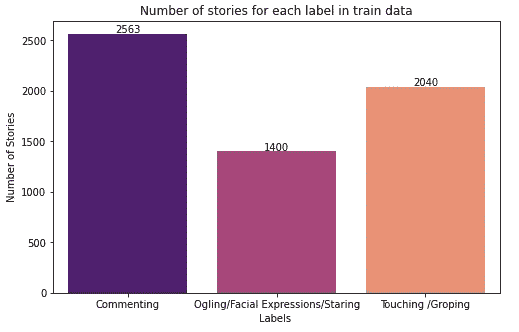 Number of stories for each label in train data
Number of Stories
2500
2000
1500
1000
500
0
2563
1400
2040
Commenting
Ogling/Facial Expressions/Staring
Touching /Groping
Labels